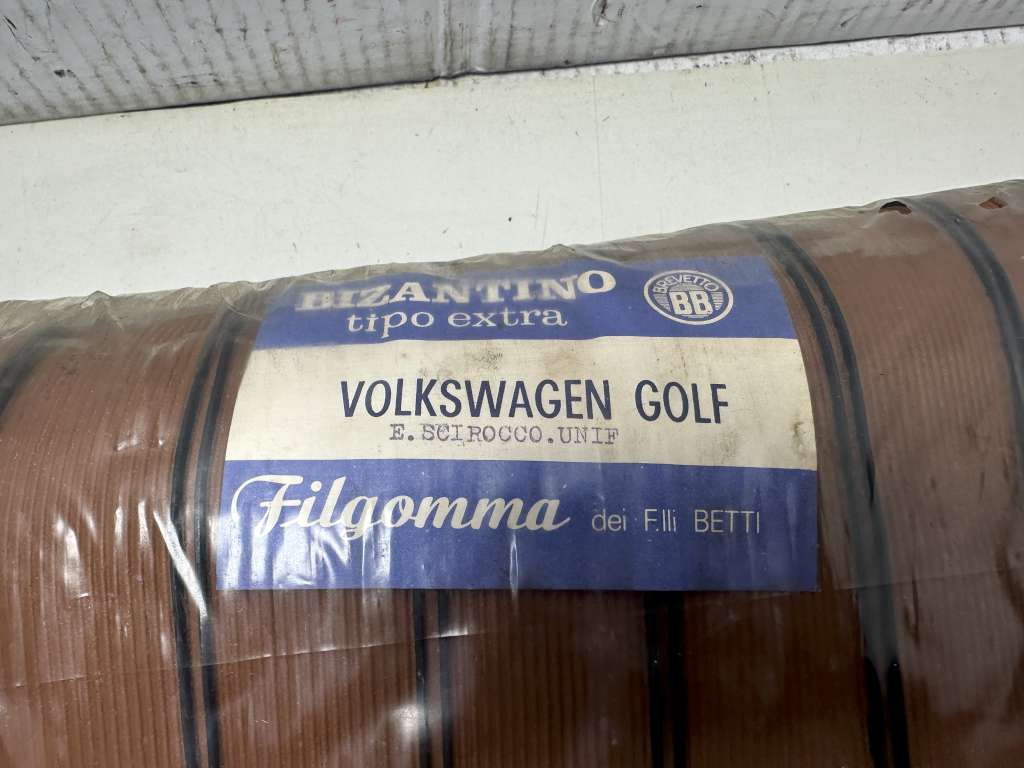 BIZANTINO
tipo extra
BREVETTO
BB
VOLKSWAGEN GOLF
E.SCIROCCO.UNIF
Filgomma dei F.lli BETTI